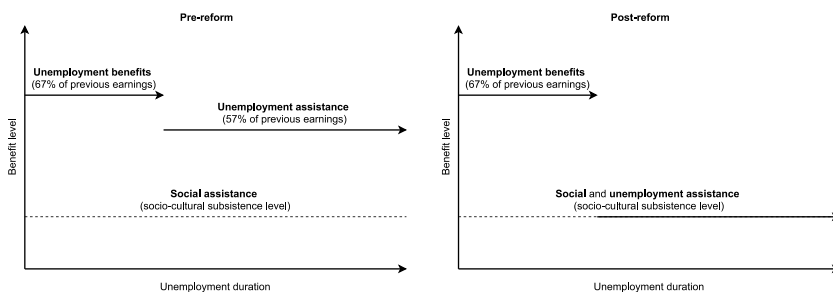 Pre-reform
Benefit level
Unemployment benefits
(67% of previous earnings)
Unemployment assistance
(57% of previous earnings)
Social assistance
(socio-cultural subsistence level)
Unemployment duration
Post-reform
Benefit level
Unemployment benefits
(67% of previous earnings)
Social and unemployment assistance
(socio-cultural subsistence level)
Unemployment duration